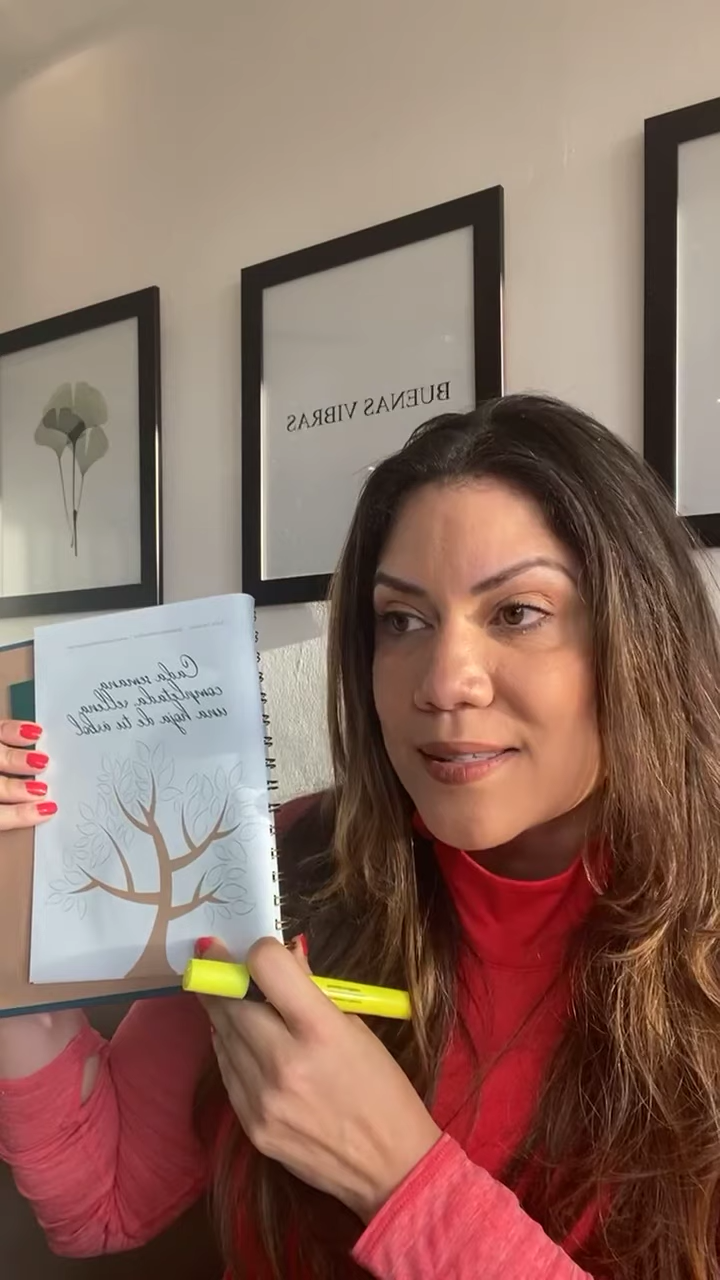 BUENAS VIBRAS
Cada semana
completada, rellena
una hoja de tu árbol